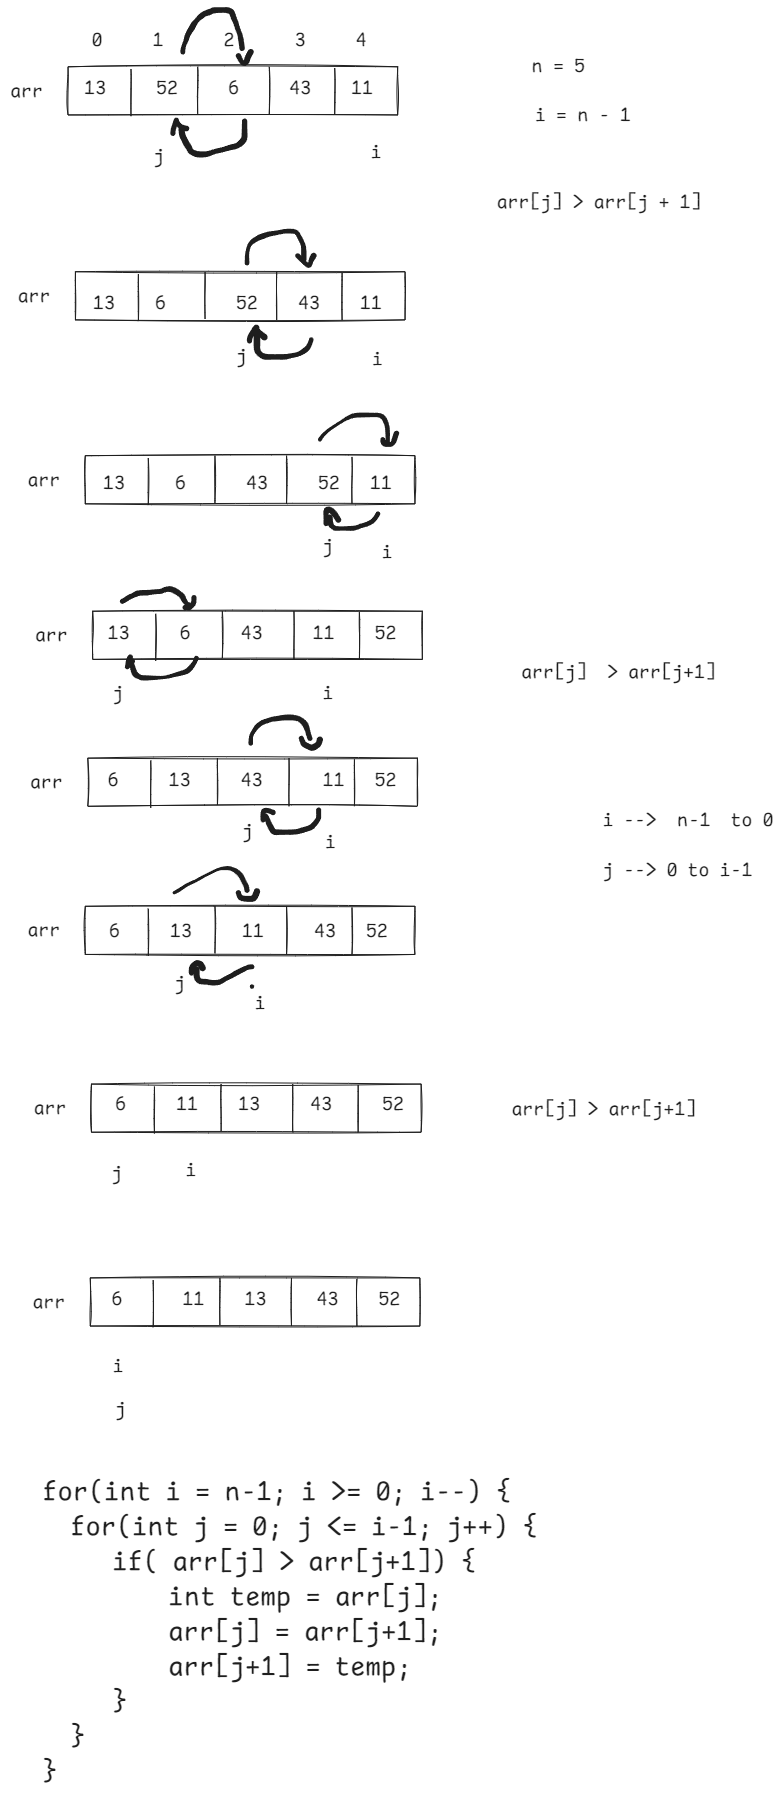 0 1 2 3 4
arr 13 52 6 43 11
n = 5
i = n - 1
j i
arr[j] > arr[j + 1]
arr 13 6 52 43 11
j i
arr 13 6 43 52 11
j i
arr 13 6 43 11 52
arr[j] > arr[j+1]
j i
arr 6 13 43 11 52
i --> n-1 to 0
j i
j --> 0 to i-1
arr 6 13 11 43 52
j i
arr 6 11 13 43 52
arr[j] > arr[j+1]
j i
arr 6 11 13 43 52
i
j
for(int i = n-1; i >= 0; i--) {
for(int j = 0; j <= i-1; j++) {
if( arr[j] > arr[j+1]) {
int temp = arr[j];
arr[j] = arr[j+1];
arr[j+1] = temp;
}
}
}